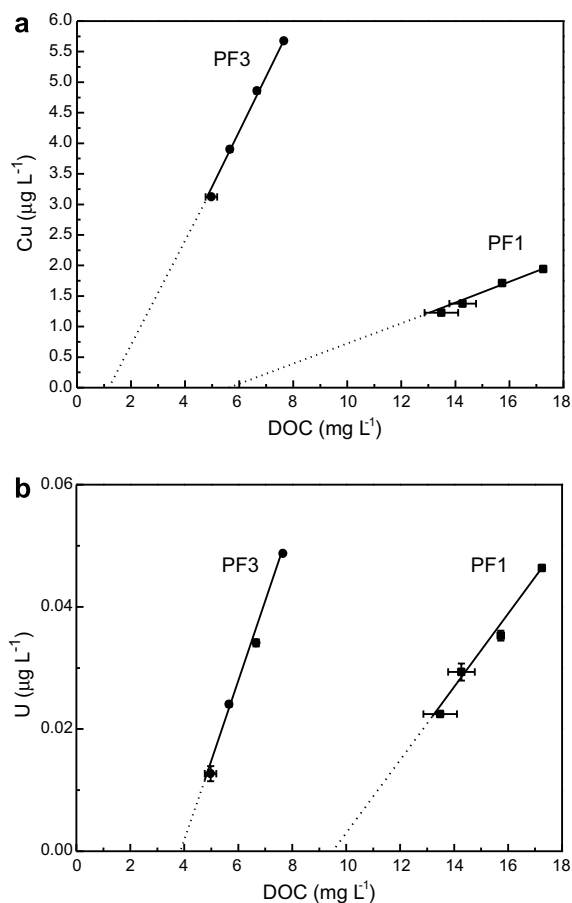 a
6.0
5.5
5.0
4.5
4.0
3.5
3.0
2.5
2.0
1.5
1.0
0.5
0.0
Cu (μg L⁻¹)
PF3
PF1
0 2 4 6 8 10 12 14 16 18
DOC (mg L⁻¹)
b
0.06
0.04
0.02
0.00
U (μg L⁻¹)
PF3
PF1
0 2 4 6 8 10 12 14 16 18
DOC (mg L⁻¹)